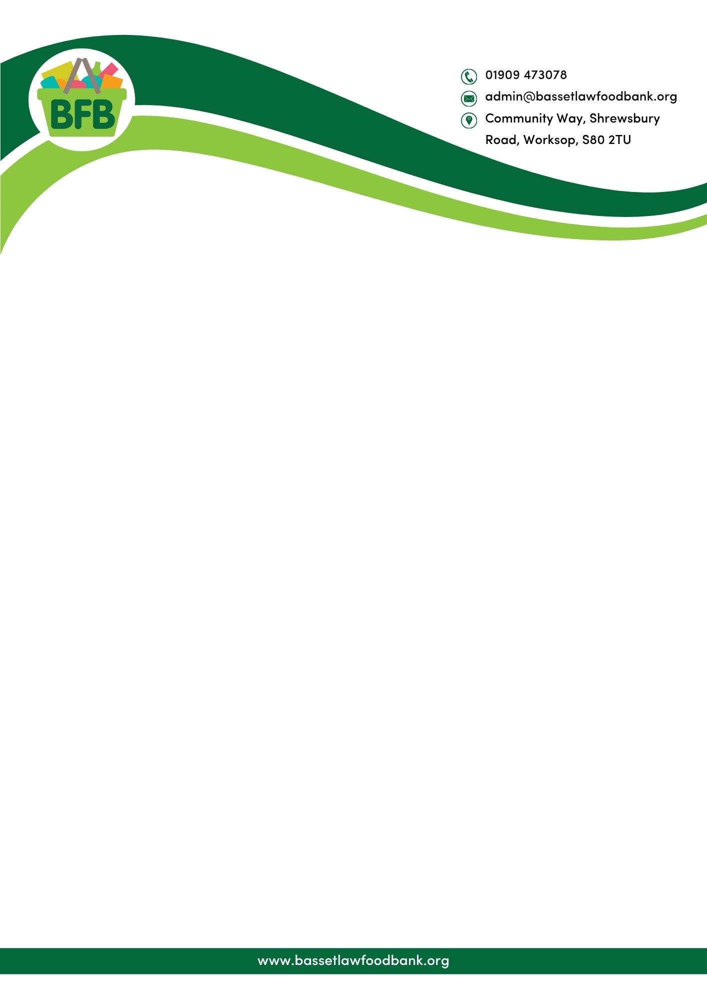 BFB
01909 473078
admin@bassetlawfoodbank.org
Community Way, Shrewsbury
Road, Worksop, S80 2TU
www.bassetlawfoodbank.org